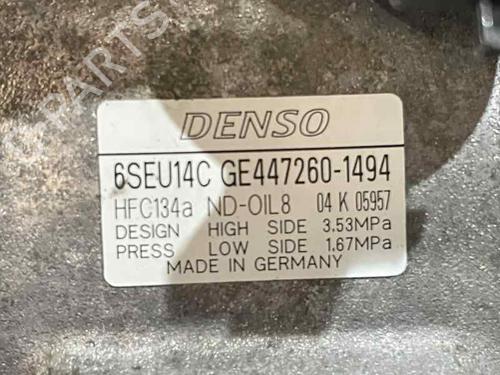 DENSO
6SEU14C GE447260-1494
HFC134a ND-OIL8 04 K 05957
DESIGN HIGH SIDE 3.53MPa
PRESS LOW SIDE 1.67MPa
MADE IN GERMANY